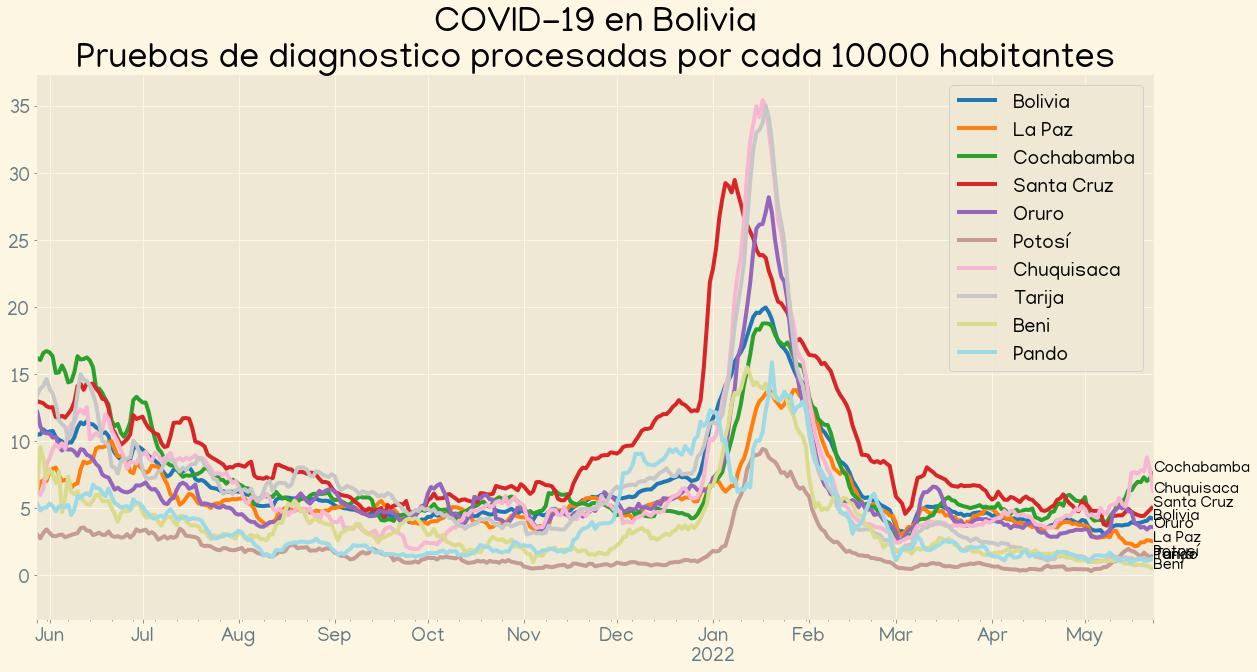 COVID-19 en Bolivia
Pruebas de diagnostico procesadas por cada 10000 habitantes
35
30
25
20
15
10
5
0
Bolivia
La Paz
Cochabamba
Santa Cruz
Oruro
Potosí
Chuquisaca
Tarija
Beni
Pando
Cochabamba
Chuquisaca
Santa Cruz
Bolivia
Oruro
La Paz
Potosí
Beni
Jun Jul Aug Sep Oct Nov Dec Jan Feb Mar Apr May
2022